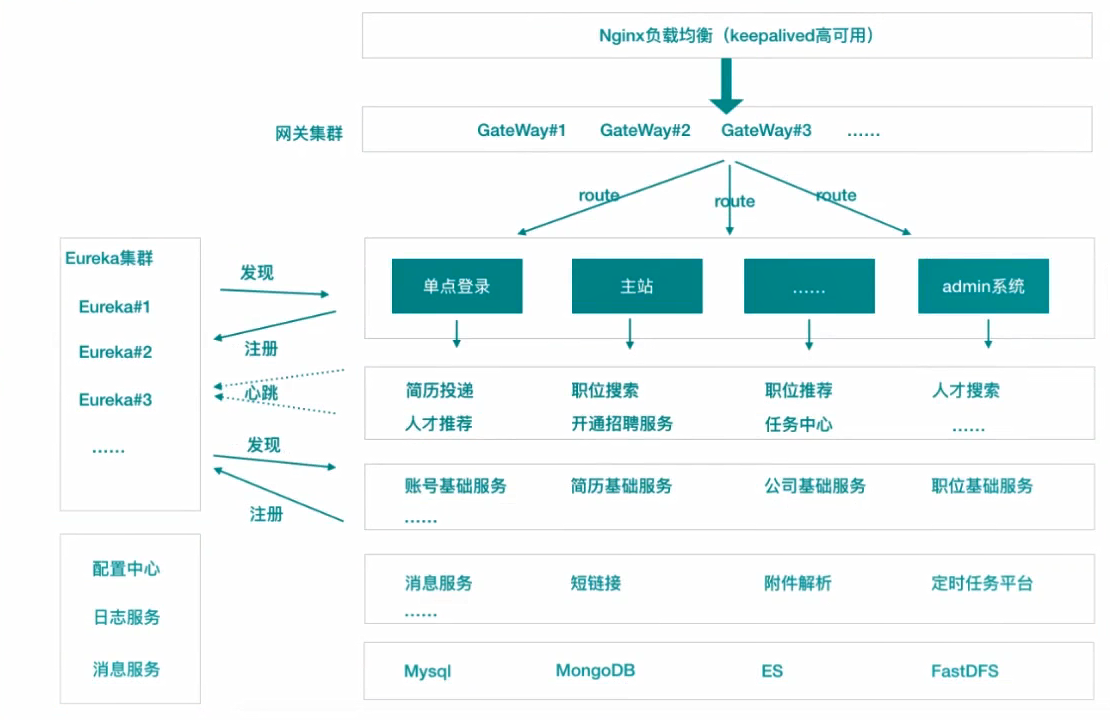 Nginx负载均衡（keepalived高可用）
网关集群
GateWay#1 GateWay#2 GateWay#3 ……
route route route
Eureka集群
Eureka#1
Eureka#2
Eureka#3
……
发现
注册
心跳
发现
注册
单点登录 主站 …… admin系统
简历投递 职位搜索 职位推荐 人才搜索
人才推荐 开通招聘服务 任务中心 ……
账号基础服务 简历基础服务 公司基础服务 职位基础服务
……
配置中心
日志服务
消息服务
消息服务 短链接 附件解析 定时任务平台
……
Mysql MongoDB ES FastDFS